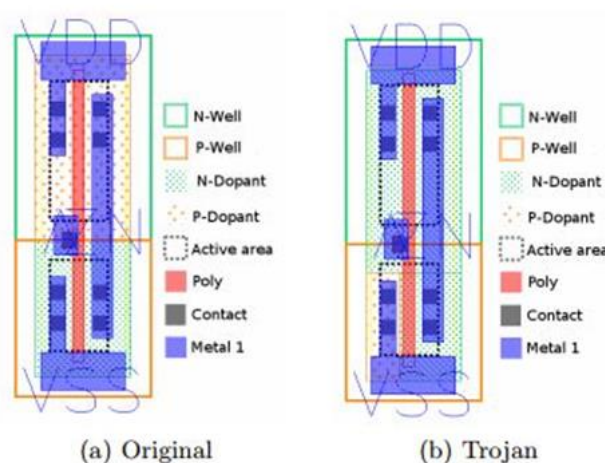 VDD
VDD
N-Well
P-Well
N-Dopant
P-Dopant
Active area
Poly
Contact
Metal 1
N-Well
P-Well
N-Dopant
P-Dopant
Active area
Poly
Contact
Metal 1
VSS
VSS
(a) Original
(b) Trojan